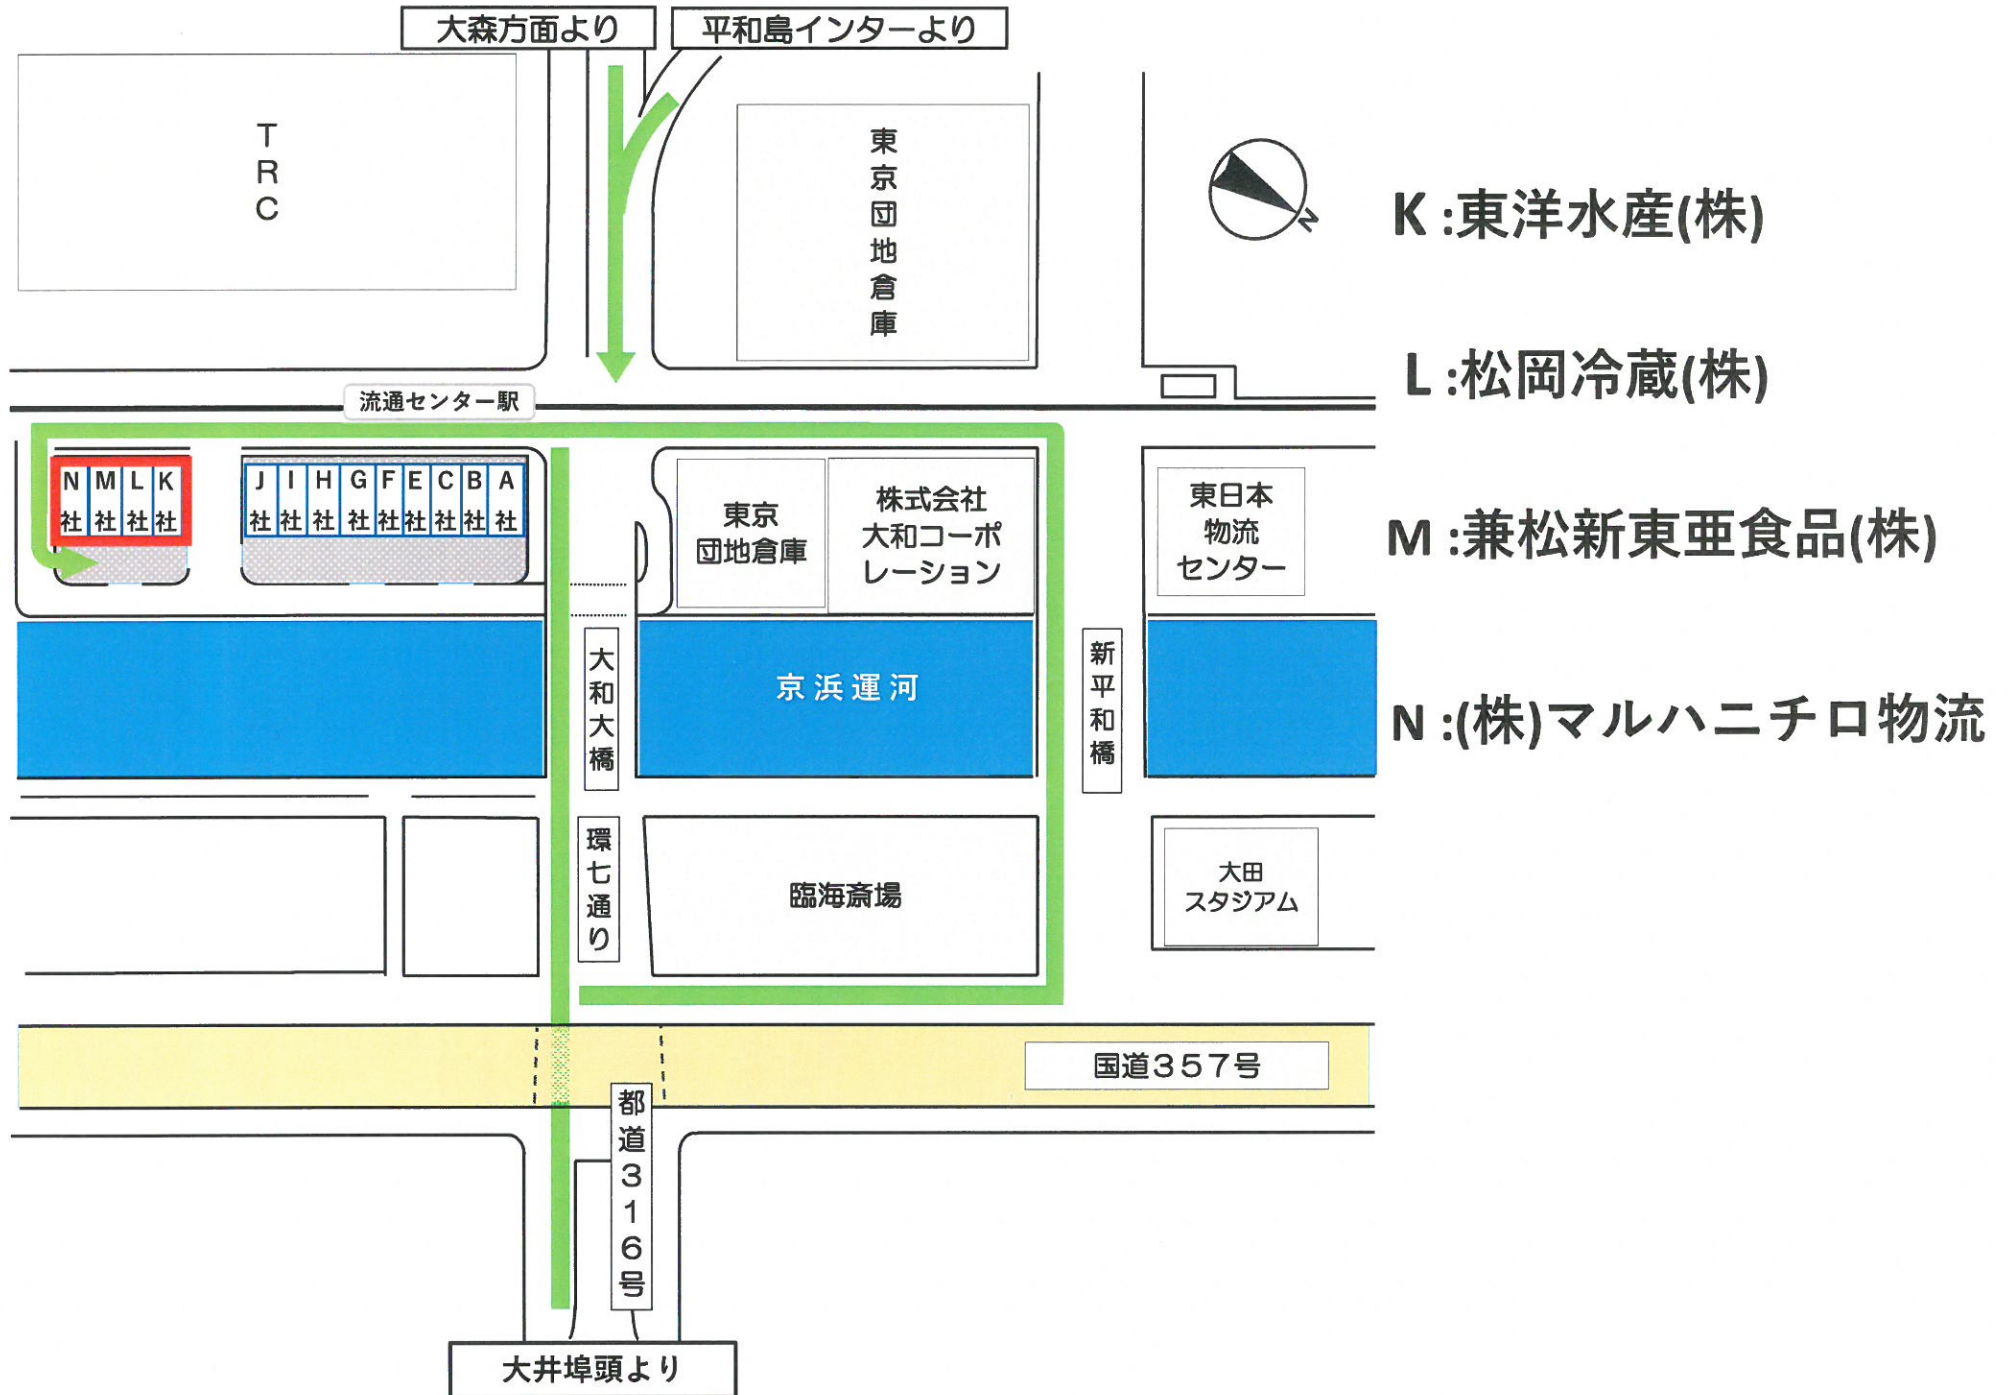 大森方面より
平和島インターより
TRC
東京団地倉庫
N
K :東洋水産(株)
L :松岡冷蔵(株)
M :兼松新東亜食品(株)
N :(株)マルハニチロ物流
流通センター駅
N社
M社
L社
K社
J社
I社
H社
G社
F社
E社
C社
B社
A社
東京
団地倉庫
株式会社
大和コーポ
レーション
東日本
物流
センター
大和大橋
京浜運河
新平和橋
環七通り
臨海斎場
大田
スタジアム
国道357号
都道316号
大井埠頭より